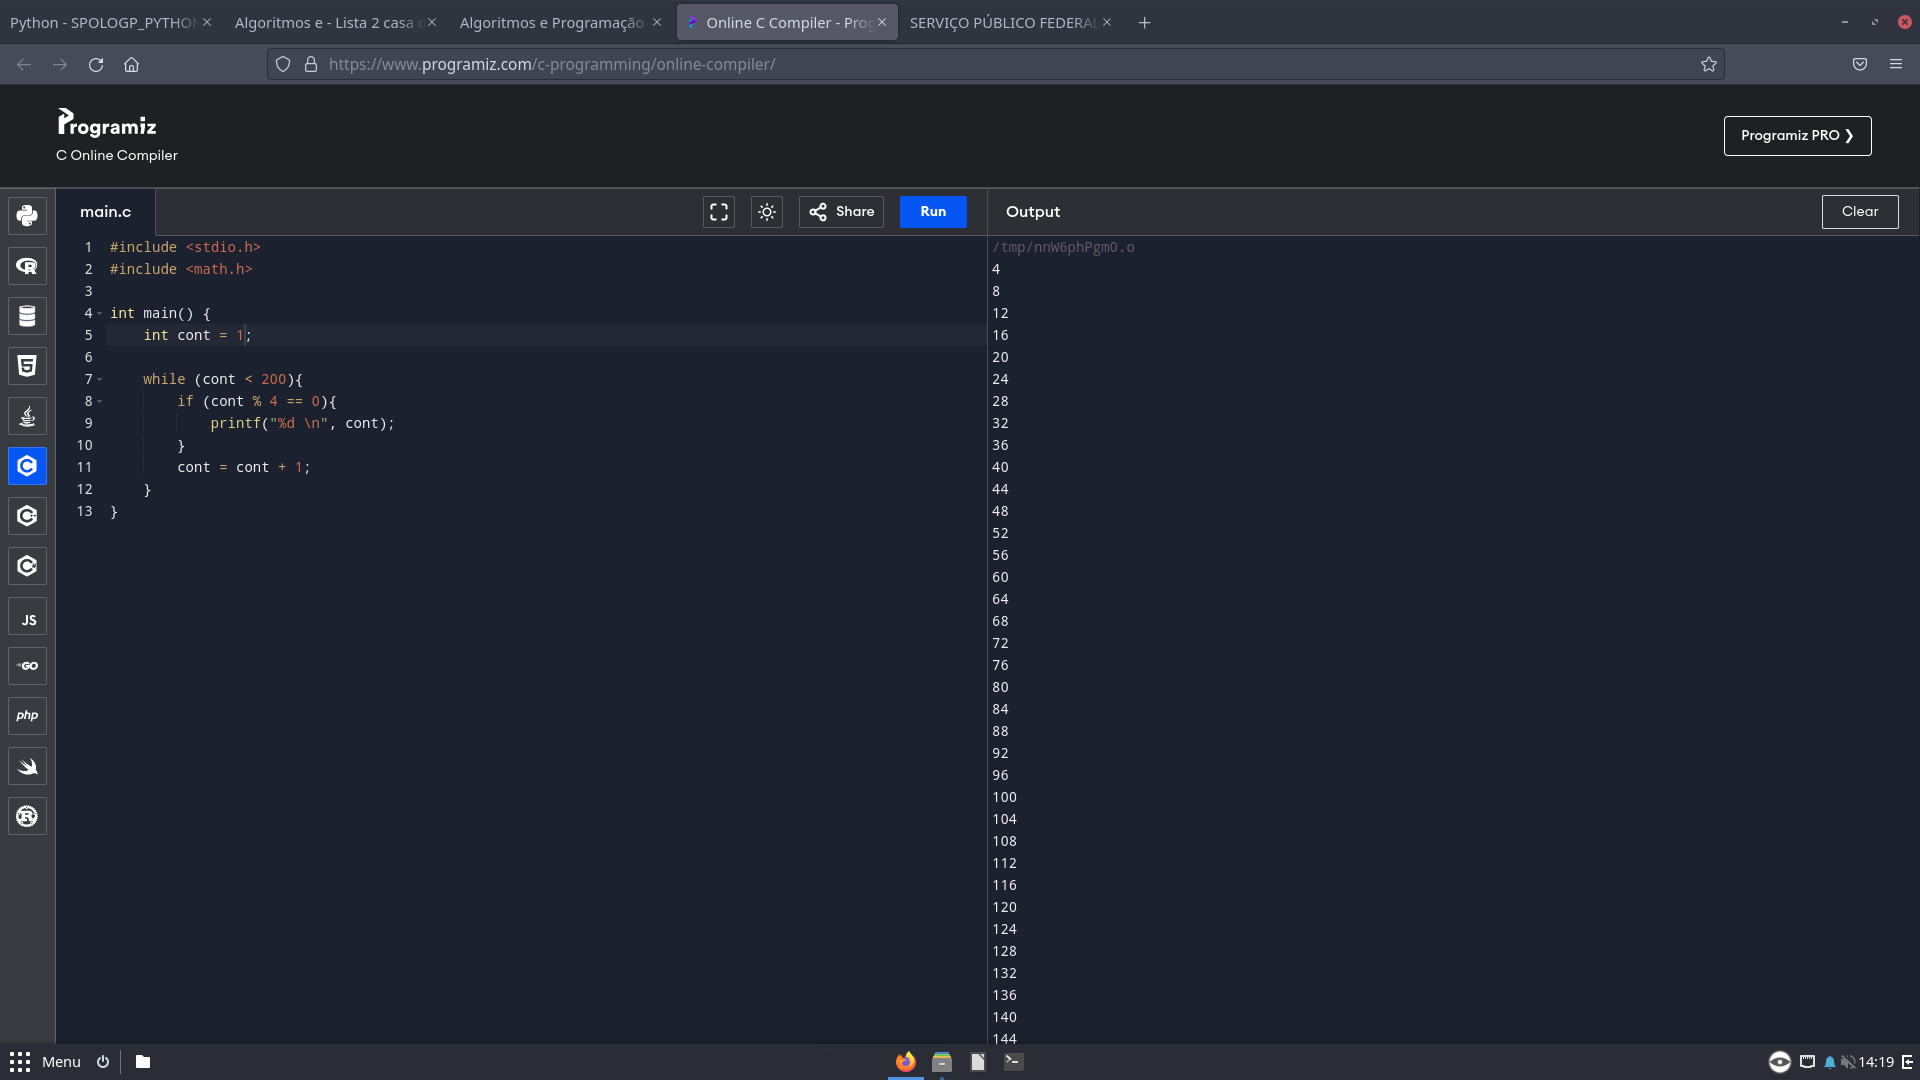 Python - SPOLOGP_PYTHON
Algoritmos e - Lista 2 casa
Algoritmos e Programação
Online C Compiler - Prog
SERVIÇO PÚBLICO FEDERAL
https://www.programiz.com/c-programming/online-compiler/
Programiz
C Online Compiler
Programiz PRO ❯
main.c
Share
Run
Output
Clear
1 #include <stdio.h>
2 #include <math.h>
3
4 int main() {
5     int cont = 1;
6
7     while (cont < 200){
8         if (cont % 4 == 0){
9             printf("%d \n", cont);
10         }
11         cont = cont + 1;
12     }
13 }
/tmp/nnW6phPgm0.o
4
8
12
16
20
24
28
32
36
40
44
48
52
56
60
64
68
72
76
80
84
88
92
96
100
104
108
112
116
120
124
128
132
136
140
144
R
5
C
C
C
JS
GO
php
R
Menu
14:19